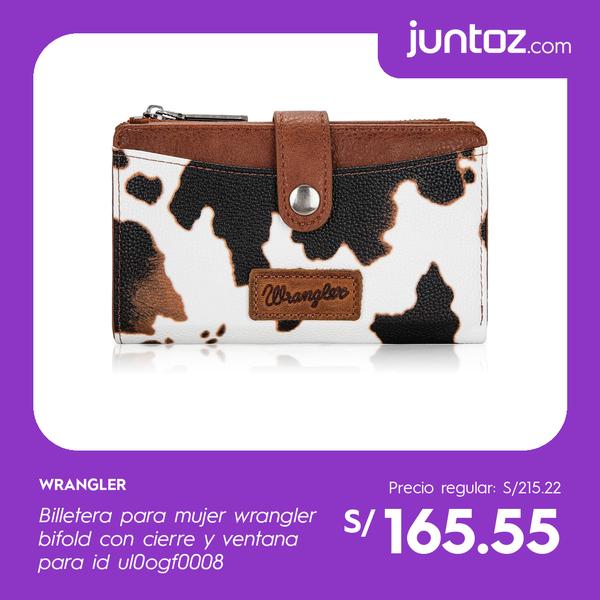 juntoz.com
Wrangler
WRANGLER
Billetera para mujer wrangler
bifold con cierre y ventana
para id ul0ogf0008
Precio regular: S/215.22
S/ 165.55